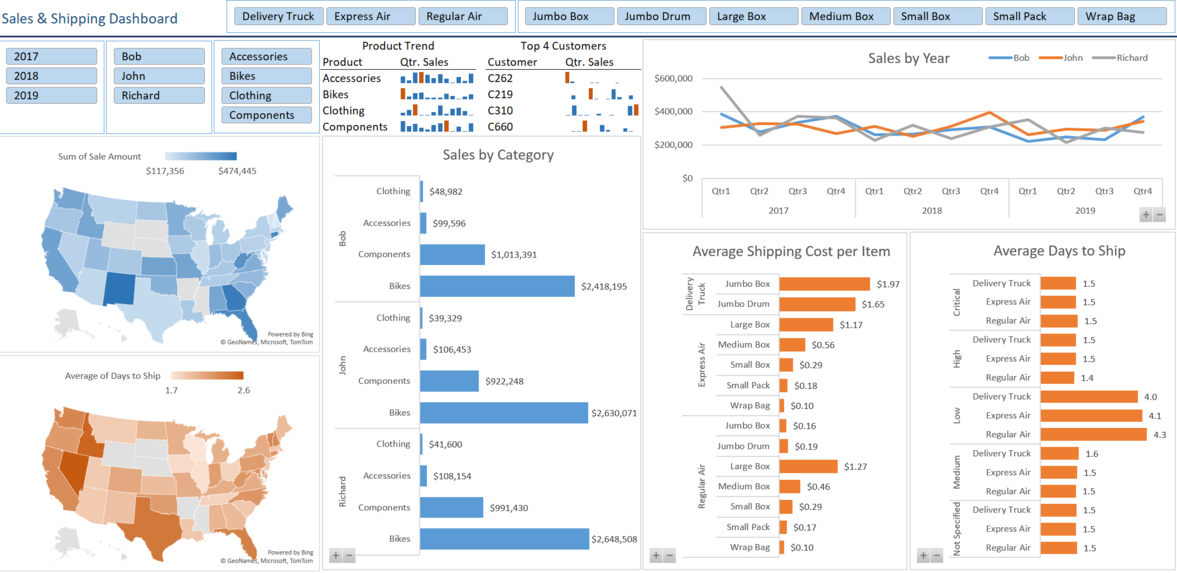 Sales & Shipping Dashboard
Delivery Truck
Express Air
Regular Air
Jumbo Box
Jumbo Drum
Large Box
Medium Box
Small Box
Small Pack
Wrap Bag
2017
2018
2019
Bob
John
Richard
Accessories
Bikes
Clothing
Components
Product Trend
Product Qtr. Sales
Accessories
Bikes
Clothing
Components
Top 4 Customers
Customer Qtr. Sales
C262
C219
C310
C660
Sales by Year
Bob John Richard
$600,000
$400,000
$200,000
$0
Qtr1 Qtr2 Qtr3 Qtr4 Qtr1 Qtr2 Qtr3 Qtr4 Qtr1 Qtr2 Qtr3 Qtr4
2017 2018 2019
+ −
Sum of Sale Amount
$117,356 $474,445
Powered by Bing
© GeoNames, Microsoft, TomTom
Average of Days to Ship
1.7 2.6
Powered by Bing
© GeoNames, Microsoft, TomTom
Sales by Category
Bob
Clothing $48,982
Accessories $99,596
Components $1,013,391
Bikes $2,418,195
John
Clothing $39,329
Accessories $106,453
Components $922,248
Bikes $2,630,071
Richard
Clothing $41,600
Accessories $108,154
Components $991,430
Bikes $2,648,508
+ −
Average Shipping Cost per Item
Delivery
Truck
Jumbo Box $1.97
Jumbo Drum $1.65
Express Air
Large Box $1.17
Medium Box $0.56
Small Box $0.29
Small Pack $0.18
Wrap Bag $0.10
Regular Air
Jumbo Box $0.16
Jumbo Drum $0.19
Large Box $1.27
Medium Box $0.46
Small Box $0.29
Small Pack $0.17
Wrap Bag $0.10
+ −
Average Days to Ship
Critical
Delivery Truck 1.5
Express Air 1.5
Regular Air 1.5
High
Delivery Truck 1.5
Express Air 1.5
Regular Air 1.4
Low
Delivery Truck 4.0
Express Air 4.1
Regular Air 4.3
Medium
Delivery Truck 1.6
Express Air 1.5
Regular Air 1.5
Not Specified
Delivery Truck 1.5
Express Air 1.5
Regular Air 1.5
+ −